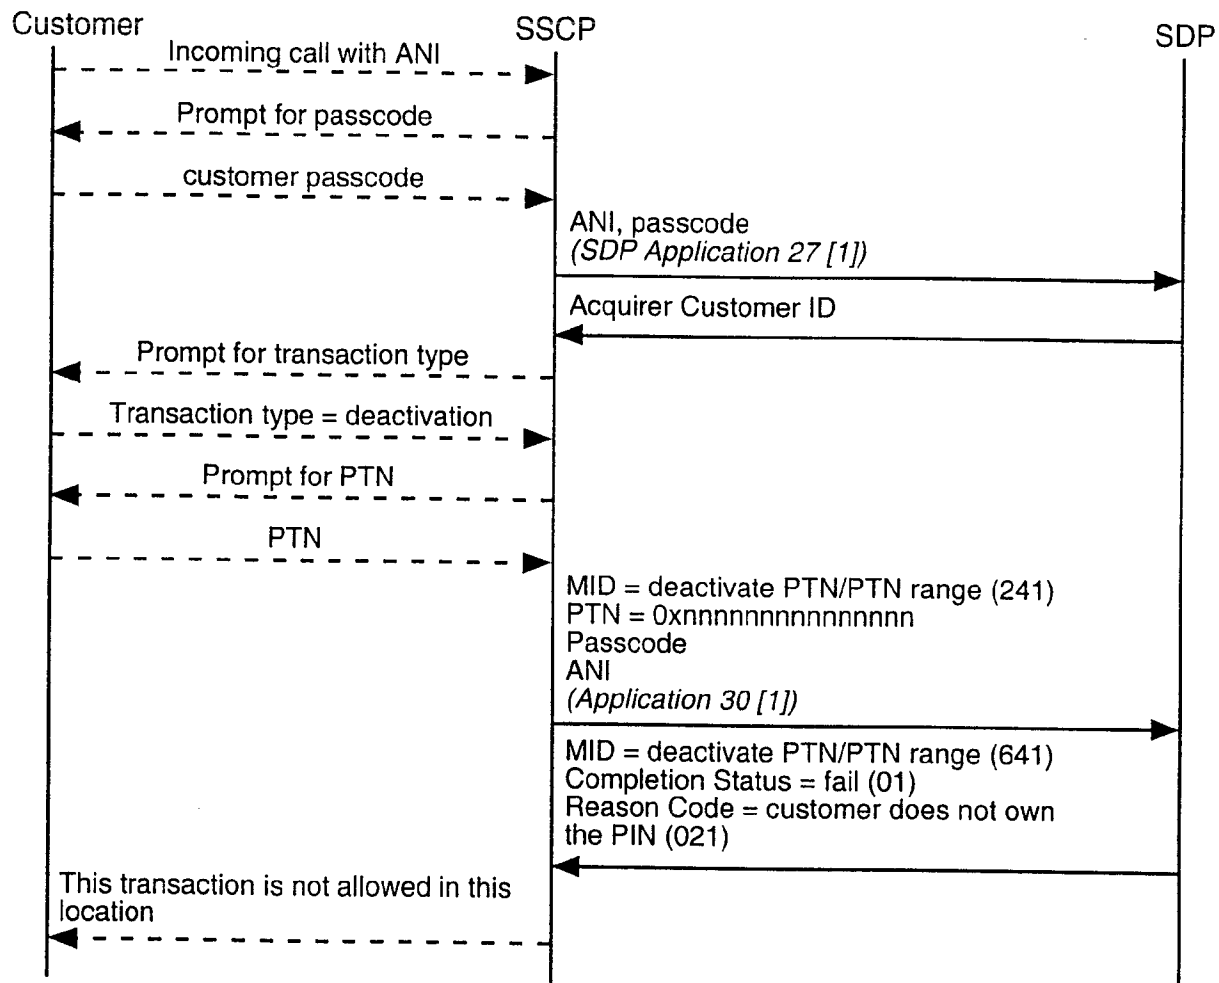 Customer
SSCP
SDP
Incoming call with ANI
Prompt for passcode
customer passcode
ANI, passcode
(SDP Application 27 [1])
Acquirer Customer ID
Prompt for transaction type
Transaction type = deactivation
Prompt for PTN
PTN
MID = deactivate PTN/PTN range (241)
PTN = 0xnnnnnnnnnnnnnnnn
Passcode
ANI
(Application 30 [1])
MID = deactivate PTN/PTN range (641)
Completion Status = fail (01)
Reason Code = customer does not own
the PIN (021)
This transaction is not allowed in this
location